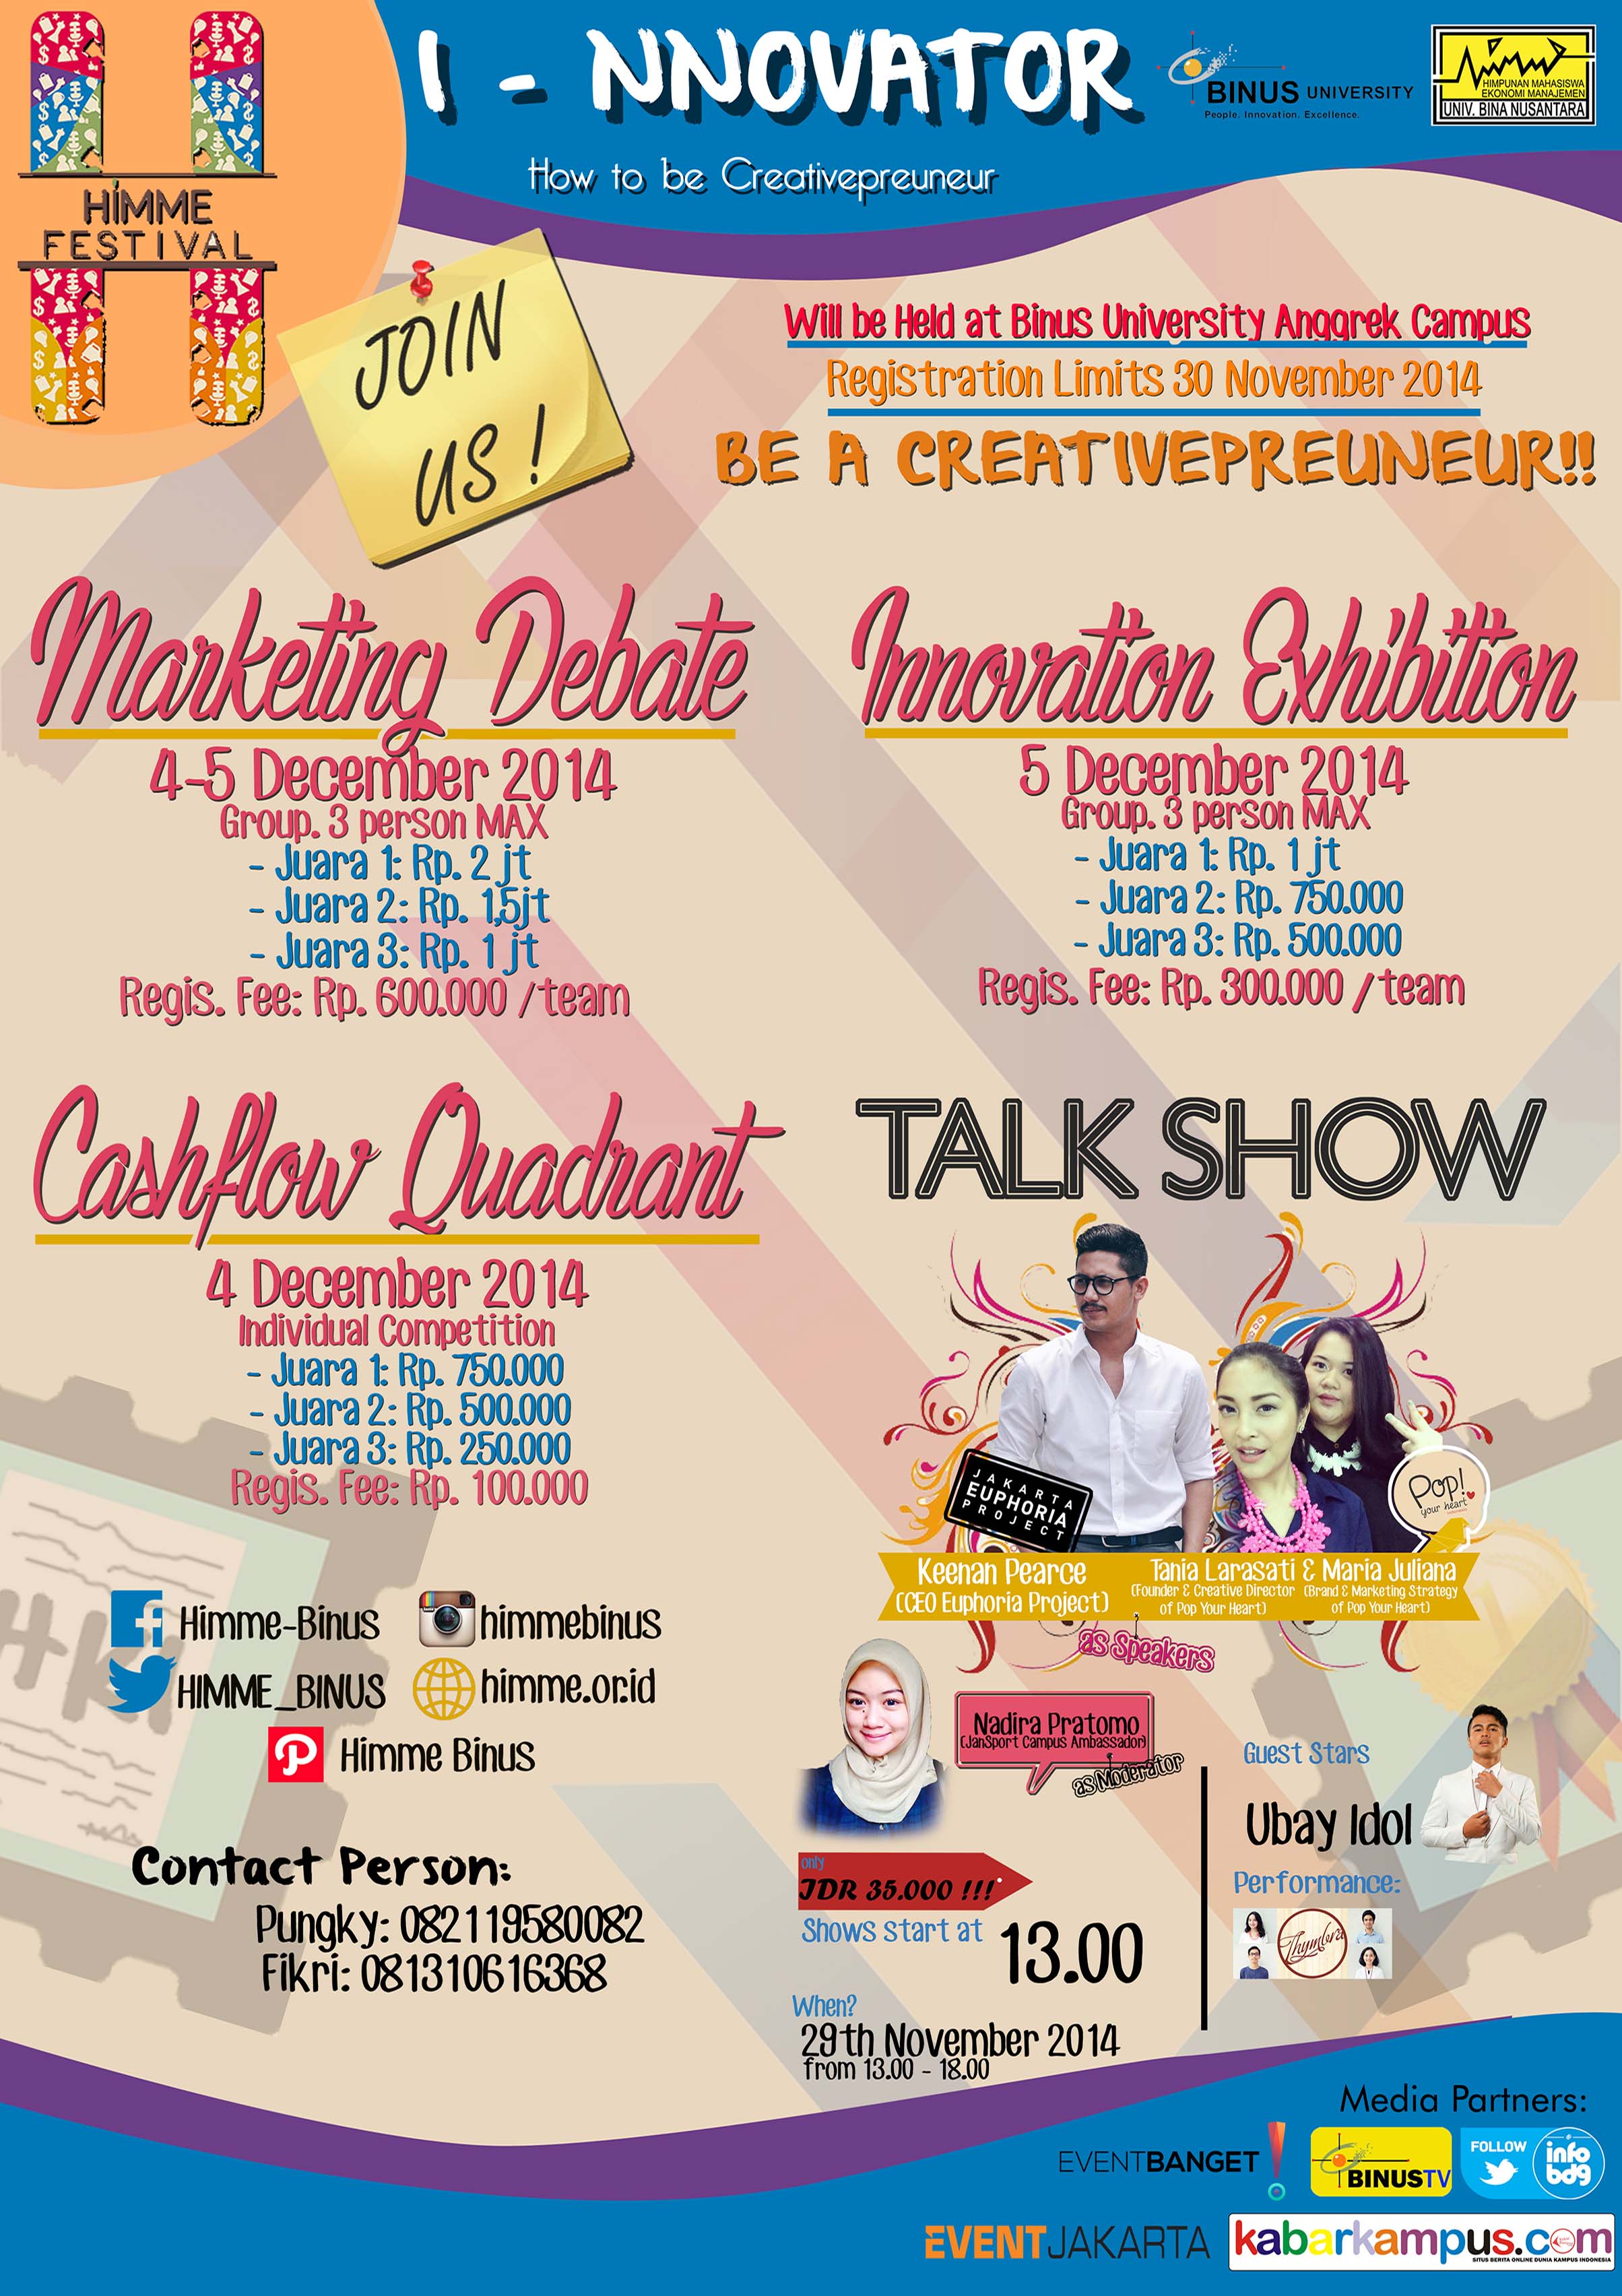 I - NNOVATOR
How to be Creativepreuneur
BINUS UNIVERSITY
People. Innovation. Excellence.
HIMME
HIMPUNAN MAHASISWA
EKONOMI MANAJEMEN
UNIV. BINA NUSANTARA
HIMME
FESTIVAL
JOIN
US!
Will be Held at Binus University Anggrek Campus
Registration Limits 30 November 2014
BE A CREATIVEPREUNEUR!!
Marketing Debate
4-5 December 2014
Group. 3 person MAX
- Juara 1: Rp. 2 jt
- Juara 2: Rp. 1,5jt
- Juara 3: Rp. 1 jt
Regis. Fee: Rp. 600.000 /team
Innovation Exhibition
5 December 2014
Group. 3 person MAX
- Juara 1: Rp. 1 jt
- Juara 2: Rp. 750.000
- Juara 3: Rp. 500.000
Regis. Fee: Rp. 300.000 /team
Cashflow Quadrant
4 December 2014
Individual Competition
- Juara 1: Rp. 750.000
- Juara 2: Rp. 500.000
- Juara 3: Rp. 250.000
Regis. Fee: Rp. 100.000
TALK SHOW
JAKARTA
EUPHORIA
PROJECT
Pop!
your heart
Keenan Pearce
(CEO Euphoria Project)
Tania Larasati & Maria Juliana
(Founder & Creative Director (Brand & Marketing Strategy
of Pop Your Heart) of Pop Your Heart)
as Speakers
Nadira Pratomo
(JanSport Campus Ambassador)
as Moderator
Guest Stars
Ubay Idol
Performance:
Thymbra
only
IDR 35.000 !!!
Shows start at 13.00
When?
29th November 2014
from 13.00 - 18.00
Himme-Binus
himmebinus
HIMME_BINUS
himme.or.id
Himme Binus
Contact Person:
Pungky: 082119580082
Fikri: 081310616368
Media Partners:
EVENTBANGET!
BINUSTV
FOLLOW
info
bdg
EVENTJAKARTA
kabarkampus.com
SITUS BERITA ONLINE DUNIA KAMPUS INDONESIA